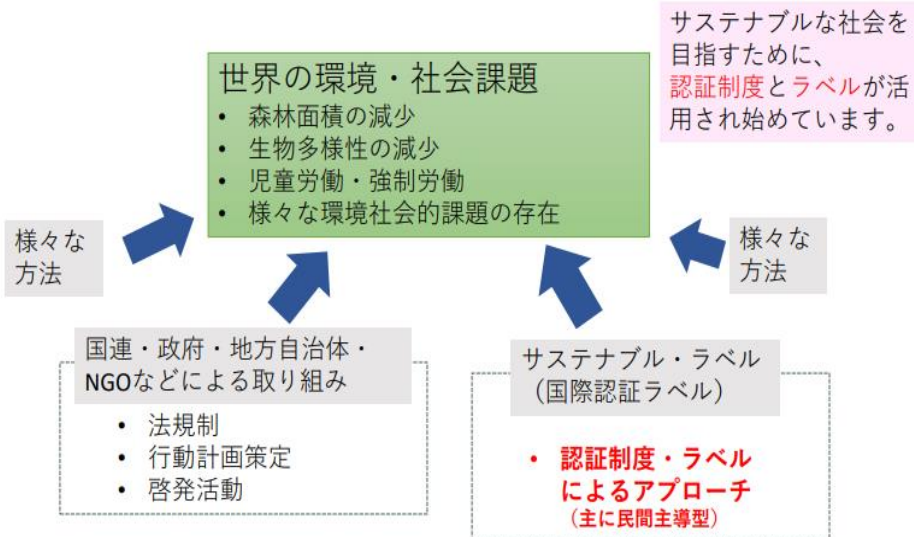 サステナブルな社会を
目指すために、
認証制度とラベルが活
用され始めています。
世界の環境・社会課題
• 森林面積の減少
• 生物多様性の減少
• 児童労働・強制労働
• 様々な環境社会的課題の存在
様々な
方法
様々な
方法
国連・政府・地方自治体・
NGOなどによる取り組み
• 法規制
• 行動計画策定
• 啓発活動
サステナブル・ラベル
（国際認証ラベル）
• 認証制度・ラベル
によるアプローチ
（主に民間主導型）